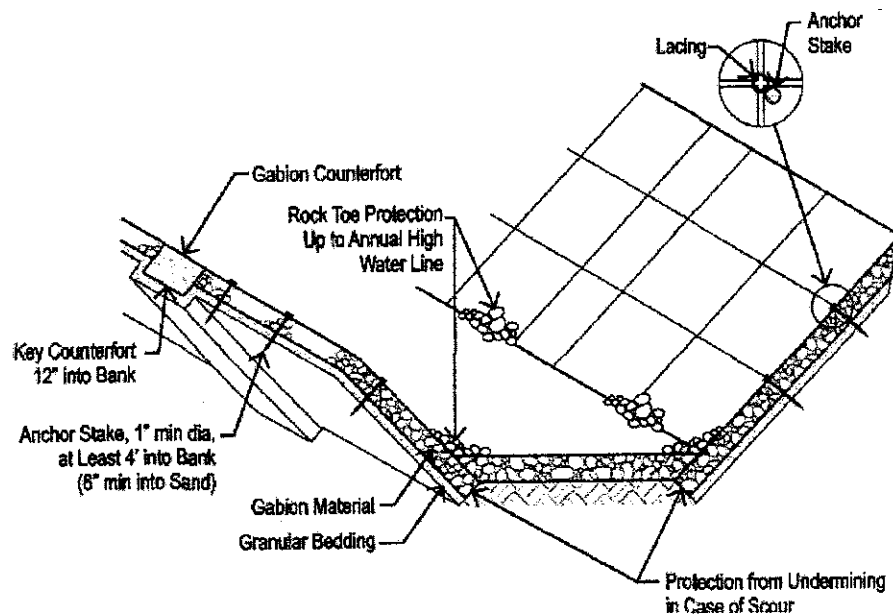 Anchor
Stake
Lacing
Gabion Counterfort
Rock Toe Protection
Up to Annual High
Water Line
Key Counterfort
12" into Bank
Anchor Stake, 1" min dia,
at Least 4' into Bank
(6" min into Sand)
Gabion Material
Granular Bedding
Protection from Undermining
in Case of Scour